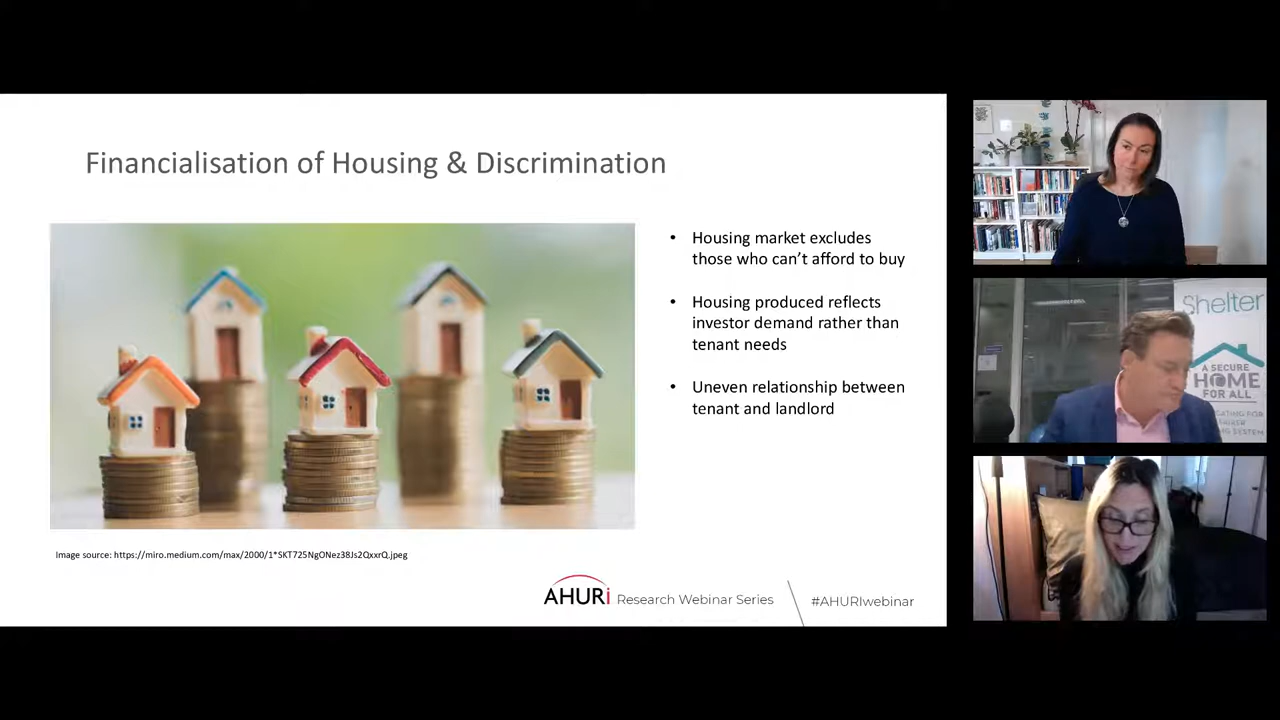 Financialisation of Housing & Discrimination
• Housing market excludes
those who can’t afford to buy
• Housing produced reflects
investor demand rather than
tenant needs
• Uneven relationship between
tenant and landlord
Image source: https://miro.medium.com/max/2000/1*SKT725NgONez38Js2QxxrQ.jpeg
AHURi Research Webinar Series
#AHURIwebinar
Shelter
A SECURE
HOME
FOR ALL